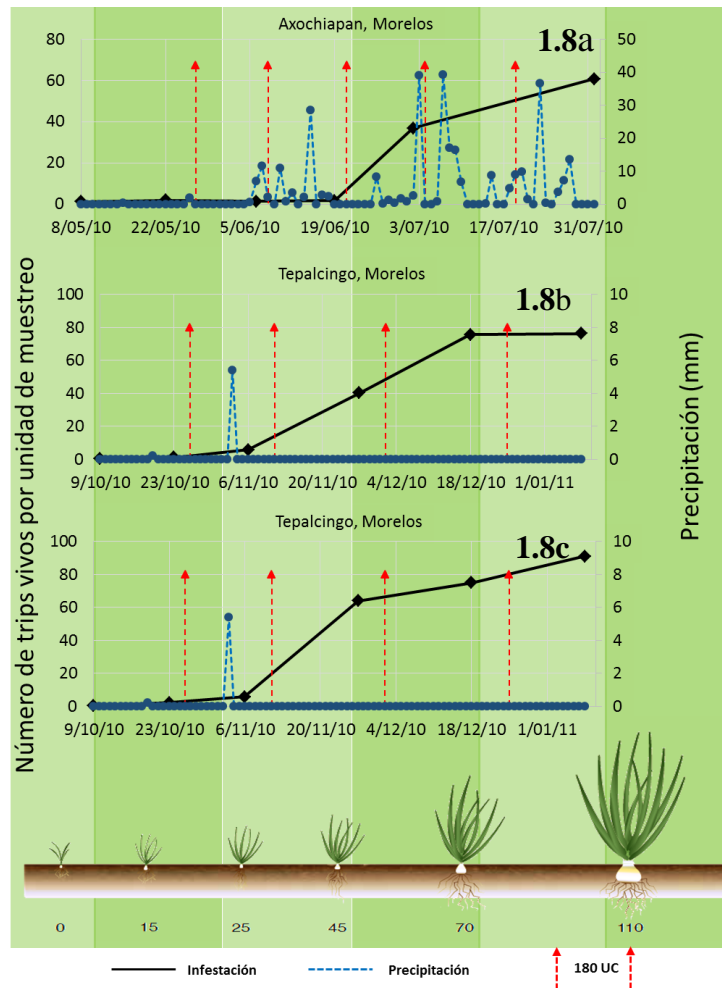 Axochiapan, Morelos
1.8a
80
60
40
20
0
50
40
30
20
10
0
8/05/10 22/05/10 5/06/10 19/06/10 3/07/10 17/07/10 31/07/10
Tepalcingo, Morelos
1.8b
100
80
60
40
20
0
10
8
6
4
2
0
9/10/10 23/10/10 6/11/10 20/11/10 4/12/10 18/12/10 1/01/11
Tepalcingo, Morelos
1.8c
100
80
60
40
20
0
10
8
6
4
2
0
9/10/10 23/10/10 6/11/10 20/11/10 4/12/10 18/12/10 1/01/11
Número de trips vivos por unidad de muestreo
Precipitación (mm)
0 15 25 45 70 110
Infestación Precipitación 180 UC